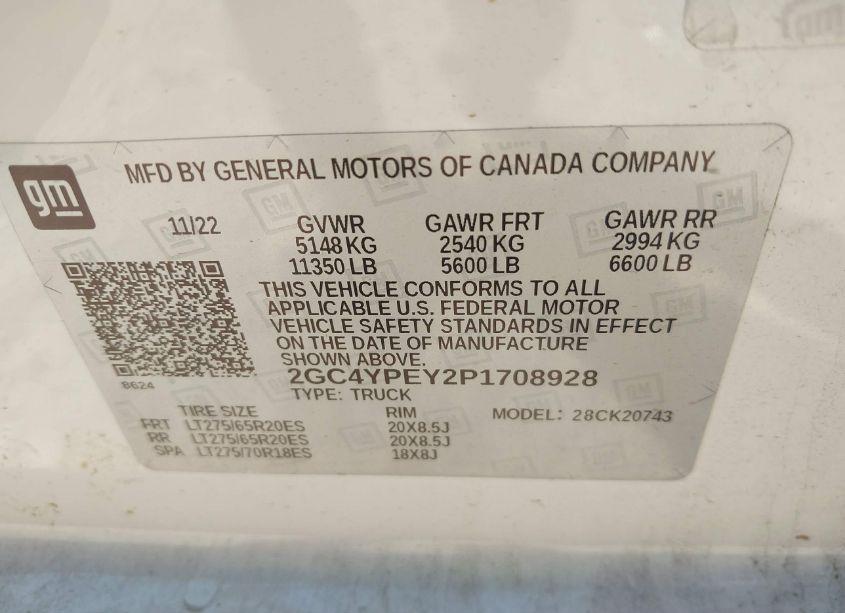 MFD BY GENERAL MOTORS OF CANADA COMPANY
gm
11/22 GVWR GAWR FRT GAWR RR
5148 KG 2540 KG 2994 KG
11350 LB 5600 LB 6600 LB
THIS VEHICLE CONFORMS TO ALL
APPLICABLE U.S. FEDERAL MOTOR
VEHICLE SAFETY STANDARDS IN EFFECT
ON THE DATE OF MANUFACTURE
SHOWN ABOVE.
8624
2GC4YPEY2P1708928
TYPE: TRUCK
TIRE SIZE RIM MODEL: 28CK20743
FRT LT275/65R20ES 20X8.5J
RR LT275/65R20ES 20X8.5J
SPA LT275/70R18ES 18X8J